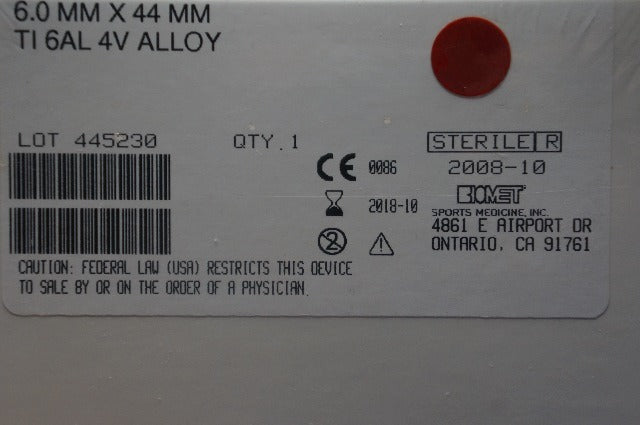 6.0 MM X 44 MM
TI 6AL 4V ALLOY
LOT 445230
QTY. 1
STERILE R
2008-10
CE 0086
2018-10
2
BIOMET
SPORTS MEDICINE, INC.
4861 E AIRPORT DR
ONTARIO, CA 91761
CAUTION: FEDERAL LAW (USA) RESTRICTS THIS DEVICE
TO SALE BY OR ON THE ORDER OF A PHYSICIAN.